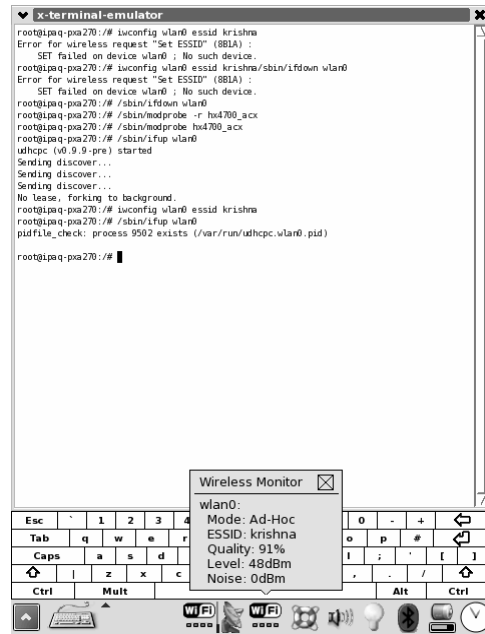 x-terminal-emulator
root@ipaq-pxa270:/# iwconfig wlan0 essid krishna
Error for wireless request "Set ESSID" (8B1A) :
SET failed on device wlan0 ; No such device.
root@ipaq-pxa270:/# iwconfig wlan0 essid krishna/sbin/ifdown wlan0
Error for wireless request "Set ESSID" (8B1A) :
SET failed on device wlan0 ; No such device.
root@ipaq-pxa270:/# /sbin/ifdown wlan0
root@ipaq-pxa270:/# /sbin/modprobe -r hx4700_acx
root@ipaq-pxa270:/# /sbin/modprobe hx4700_acx
root@ipaq-pxa270:/# /sbin/ifup wlan0
udhcpc (v0.9.9-pre) started
Sending discover...
Sending discover...
Sending discover...
No lease, forking to background.
root@ipaq-pxa270:/# iwconfig wlan0 essid krishna
root@ipaq-pxa270:/# /sbin/ifup wlan0
pidfile_check: process 9502 exists (/var/run/udhcpc.wlan0.pid)
root@ipaq-pxa270:/#
Wireless Monitor
wlan0:
Mode: Ad-Hoc
ESSID: krishna
Quality: 91%
Level: 48dBm
Noise: 0dBm
Esc ` 1 2 3 4 0 - +
Tab q w e r o p #
Caps a s d l ; ' [ ]
| z x c , . /
Ctrl Mult Alt Ctrl
WiFi WiFi